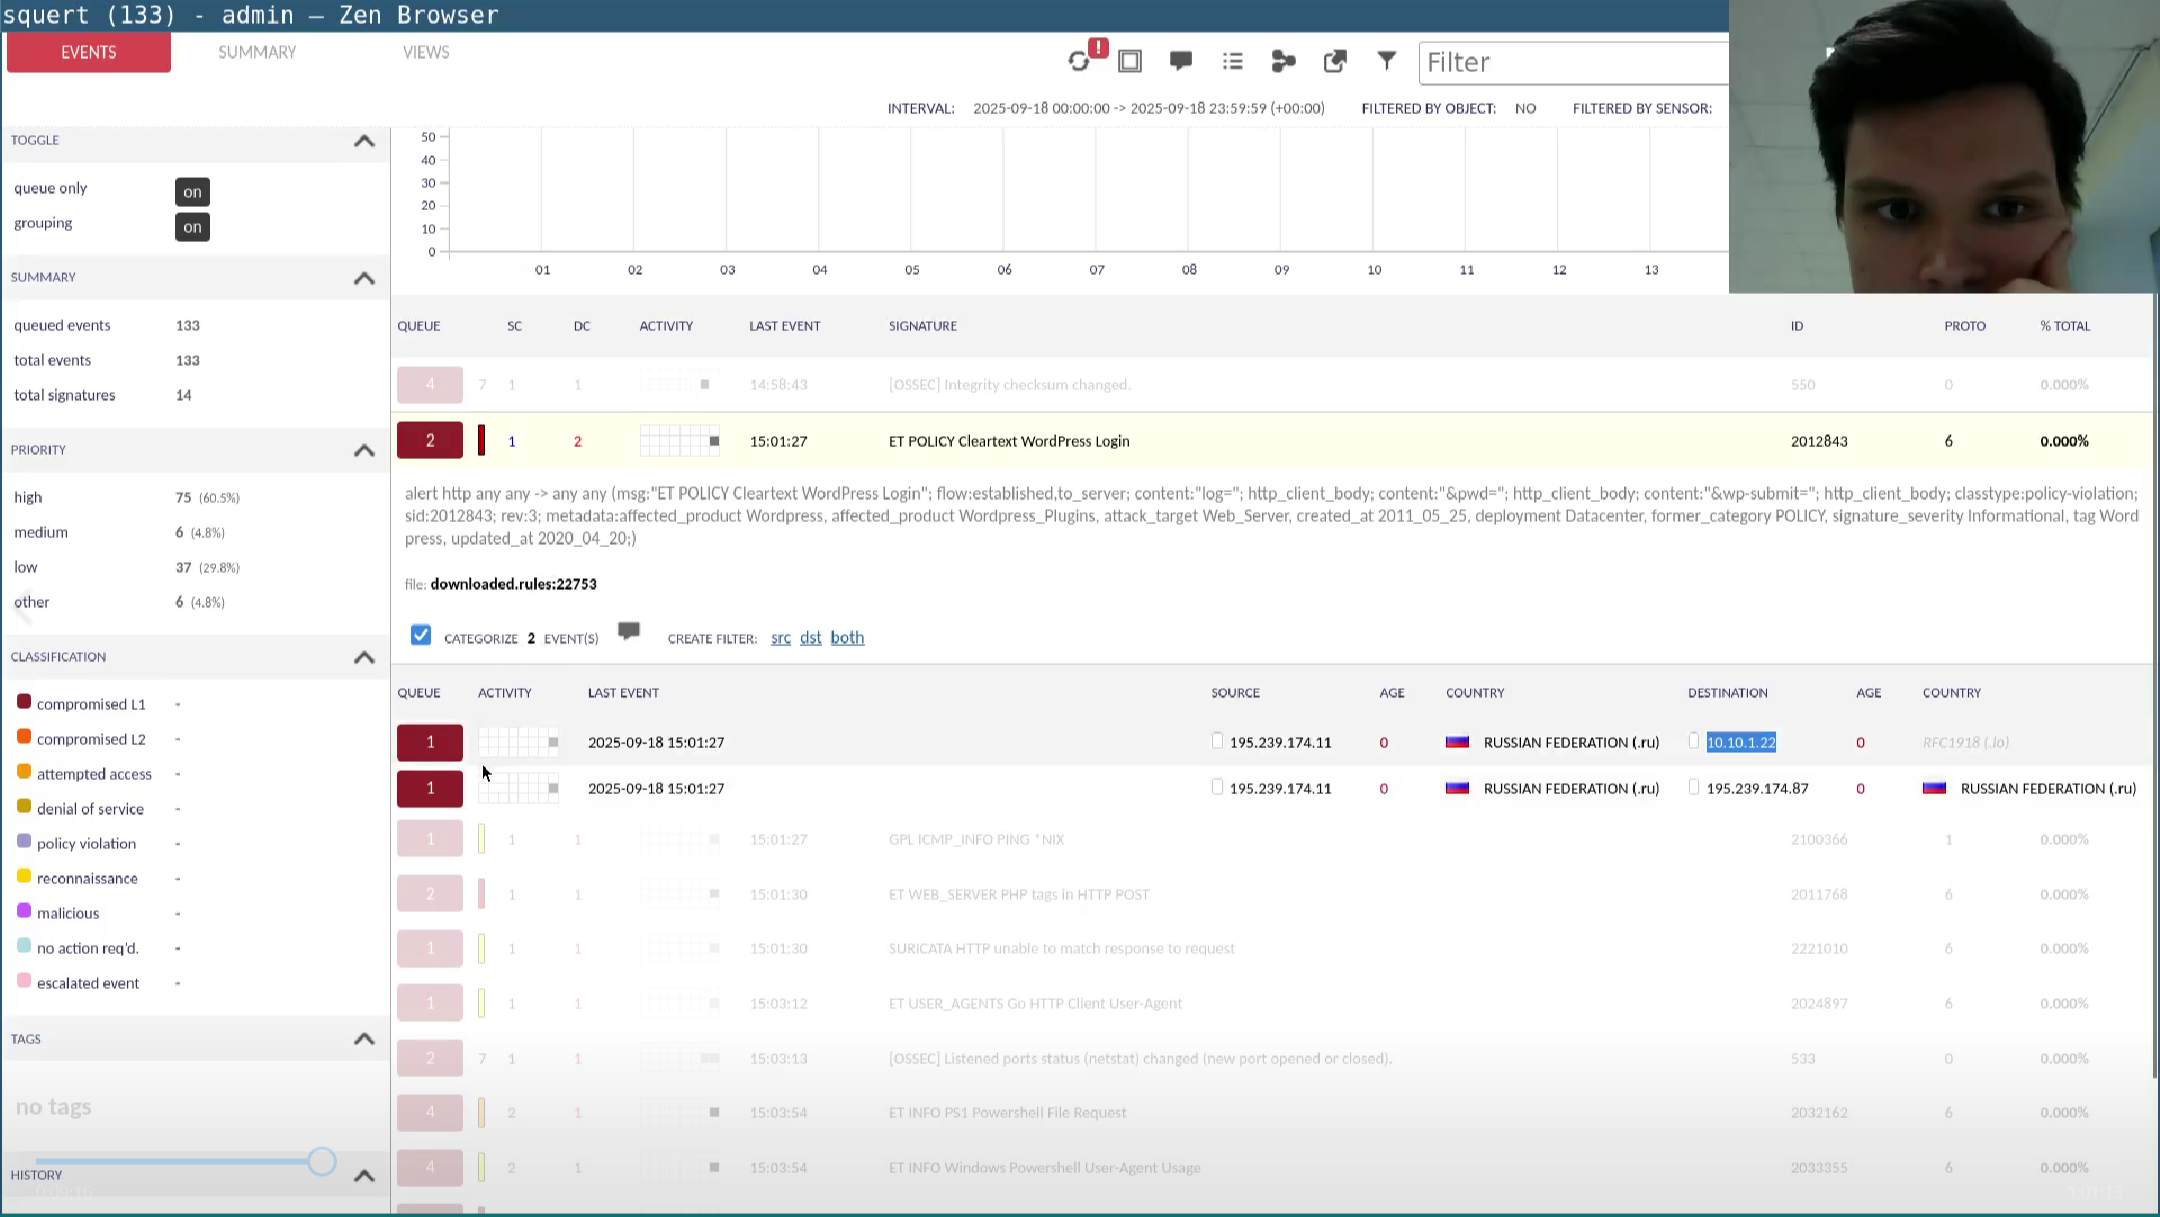 squert (133) - admin — Zen Browser
EVENTS SUMMARY VIEWS
! Filter
INTERVAL: 2025-09-18 00:00:00 -> 2025-09-18 23:59:59 (+00:00) FILTERED BY OBJECT: NO FILTERED BY SENSOR:
TOGGLE
queue only on
grouping on
SUMMARY
queued events 133
total events 133
total signatures 14
PRIORITY
high 75 (60.5%)
medium 6 (4.8%)
low 37 (29.8%)
other 6 (4.8%)
CLASSIFICATION
compromised L1 -
compromised L2 -
attempted access -
denial of service -
policy violation -
reconnaissance -
malicious -
no action req'd. -
escalated event -
TAGS
no tags
HISTORY
50
40
30
20
10
0
01 02 03 04 05 06 07 08 09 10 11 12 13
QUEUE SC DC ACTIVITY LAST EVENT SIGNATURE ID PROTO % TOTAL
4 7 1 1 14:58:43 [OSSEC] Integrity checksum changed. 550 0 0.000%
2 1 2 15:01:27 ET POLICY Cleartext WordPress Login 2012843 6 0.000%
alert http any any -> any any (msg:"ET POLICY Cleartext WordPress Login"; flow:established,to_server; content:"log="; http_client_body; content:"&pwd="; http_client_body; content:"&wp-submit="; http_client_body; classtype:policy-violation;
sid:2012843; rev:3; metadata:affected_product Wordpress, affected_product Wordpress_Plugins, attack_target Web_Server, created_at 2011_05_25, deployment Datacenter, former_category POLICY, signature_severity Informational, tag Word
press, updated_at 2020_04_20;)
file: downloaded.rules:22753
CATEGORIZE 2 EVENT(S) CREATE FILTER: src dst both
QUEUE ACTIVITY LAST EVENT SOURCE AGE COUNTRY DESTINATION AGE COUNTRY
1 2025-09-18 15:01:27 195.239.174.11 0 RUSSIAN FEDERATION (.ru) 10.10.1.22 0 RFC1918 (.lo)
1 2025-09-18 15:01:27 195.239.174.11 0 RUSSIAN FEDERATION (.ru) 195.239.174.87 0 RUSSIAN FEDERATION (.ru)
1 1 1 15:01:27 GPL ICMP_INFO PING *NIX 2100366 1 0.000%
2 1 1 15:01:30 ET WEB_SERVER PHP tags in HTTP POST 2011768 6 0.000%
1 1 1 15:01:30 SURICATA HTTP unable to match response to request 2221010 6 0.000%
1 1 1 15:03:12 ET USER_AGENTS Go HTTP Client User-Agent 2024897 6 0.000%
2 7 1 1 15:03:13 [OSSEC] Listened ports status (netstat) changed (new port opened or closed). 533 0 0.000%
4 2 1 15:03:54 ET INFO PS1 Powershell File Request 2032162 6 0.000%
4 2 1 15:03:54 ET INFO Windows Powershell User-Agent Usage 2033355 6 0.000%